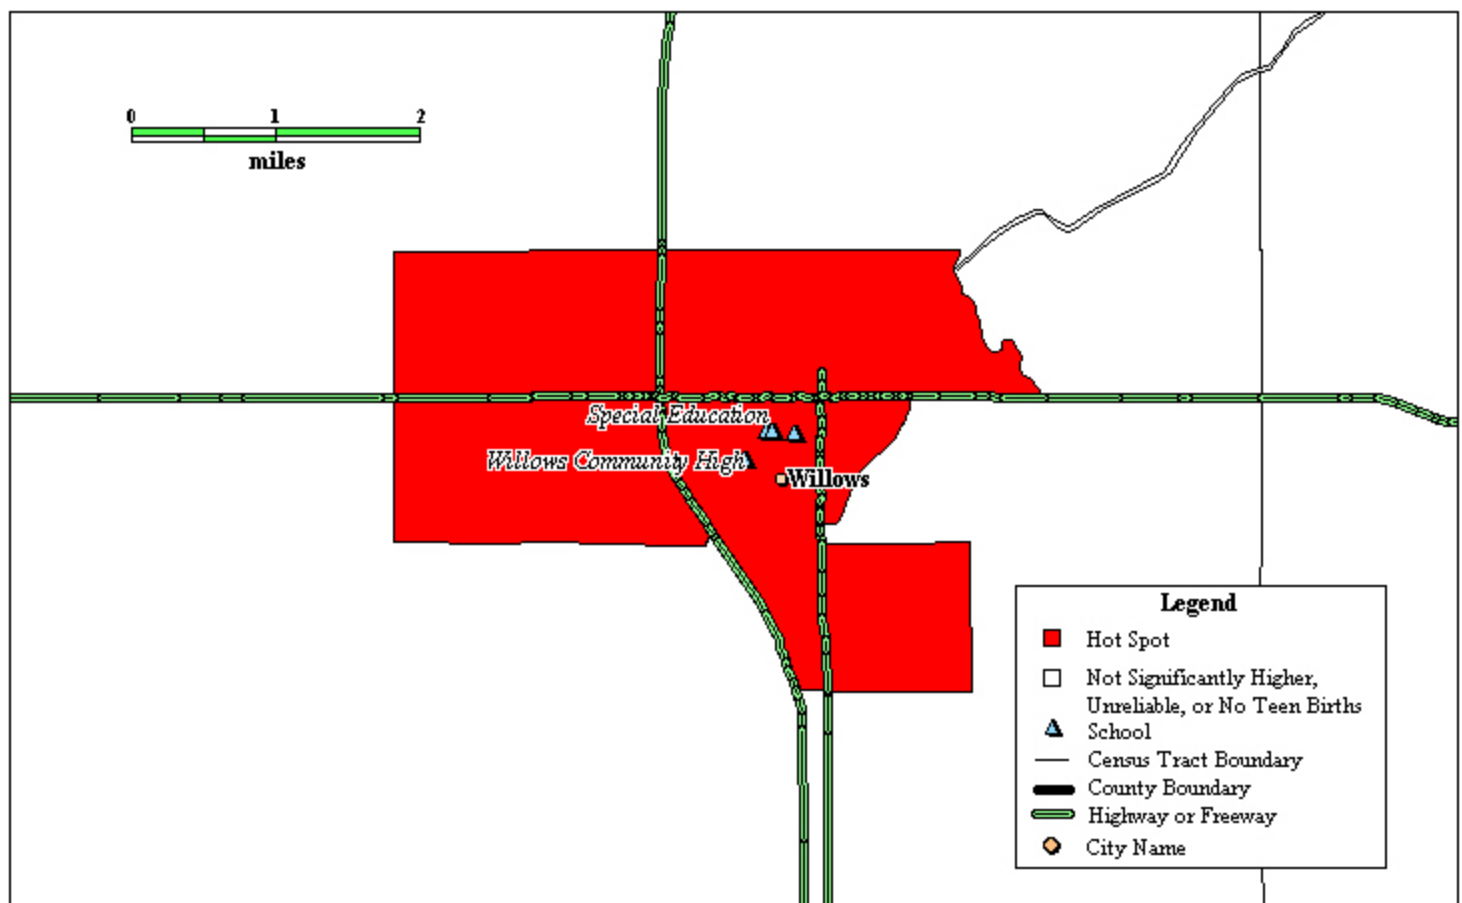 0 1 2
miles
Special Education
Willows Community High
Willows
Legend
Hot Spot
Not Significantly Higher,
Unreliable, or No Teen Births
School
Census Tract Boundary
County Boundary
Highway or Freeway
City Name